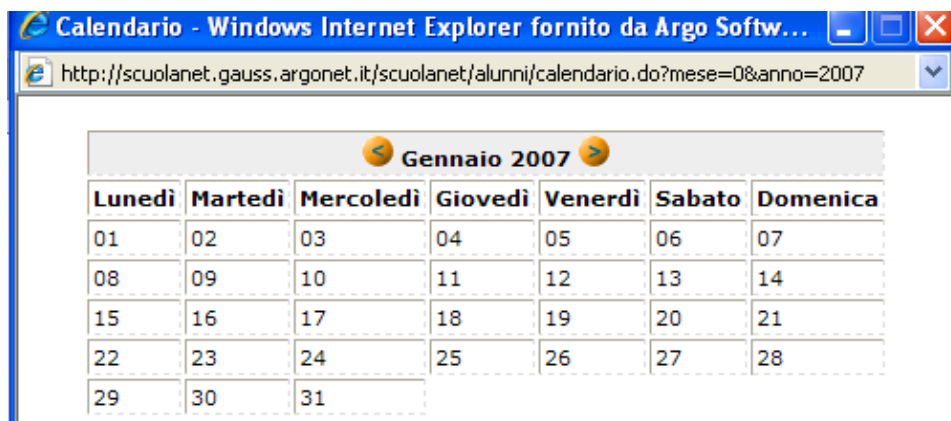 Calendario - Windows Internet Explorer fornito da Argo Softw...
http://scuolanet.gauss.argonet.it/scuolanet/alunni/calendario.do?mese=0&anno=2007
< Gennaio 2007 >
Lunedì Martedì Mercoledì Giovedì Venerdì Sabato Domenica
01 02 03 04 05 06 07
08 09 10 11 12 13 14
15 16 17 18 19 20 21
22 23 24 25 26 27 28
29 30 31